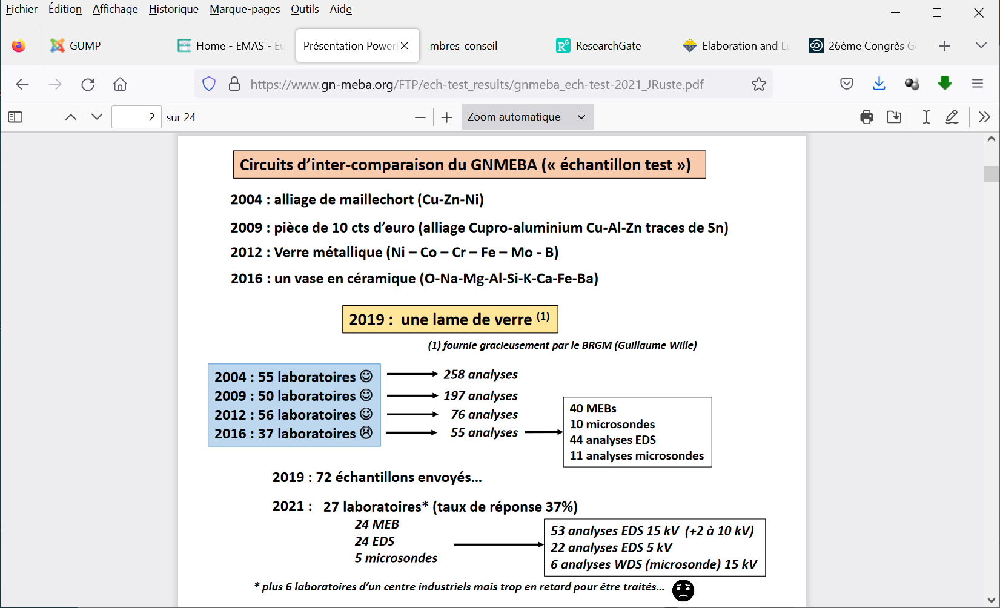 Fichier Édition Affichage Historique Marque-pages Outils Aide
GUMP Home - EMAS - Eu Présentation Power mbres_conseil ResearchGate Elaboration and Lu 26ème Congrès G
https://www.gn-meba.org/FTP/ech-test_results/gnmeba_ech-test-2021_JRuste.pdf
2 sur 24 Zoom automatique
Circuits d'inter-comparaison du GNMEBA (« échantillon test »)
2004 : alliage de maillechort (Cu-Zn-Ni)
2009 : pièce de 10 cts d'euro (alliage Cupro-aluminium Cu-Al-Zn traces de Sn)
2012 : Verre métallique (Ni – Co – Cr – Fe – Mo - B)
2016 : un vase en céramique (O-Na-Mg-Al-Si-K-Ca-Fe-Ba)
2019 : une lame de verre (1)
(1) fournie gracieusement par le BRGM (Guillaume Wille)
2004 : 55 laboratoires ☺ 258 analyses
2009 : 50 laboratoires ☺ 197 analyses
2012 : 56 laboratoires ☺ 76 analyses
2016 : 37 laboratoires ☹ 55 analyses
40 MEBs
10 microsondes
44 analyses EDS
11 analyses microsondes
2019 : 72 échantillons envoyés...
2021 : 27 laboratoires* (taux de réponse 37%)
24 MEB
24 EDS
5 microsondes
53 analyses EDS 15 kV (+2 à 10 kV)
22 analyses EDS 5 kV
6 analyses WDS (microsonde) 15 kV
* plus 6 laboratoires d'un centre industriels mais trop en retard pour être traités...